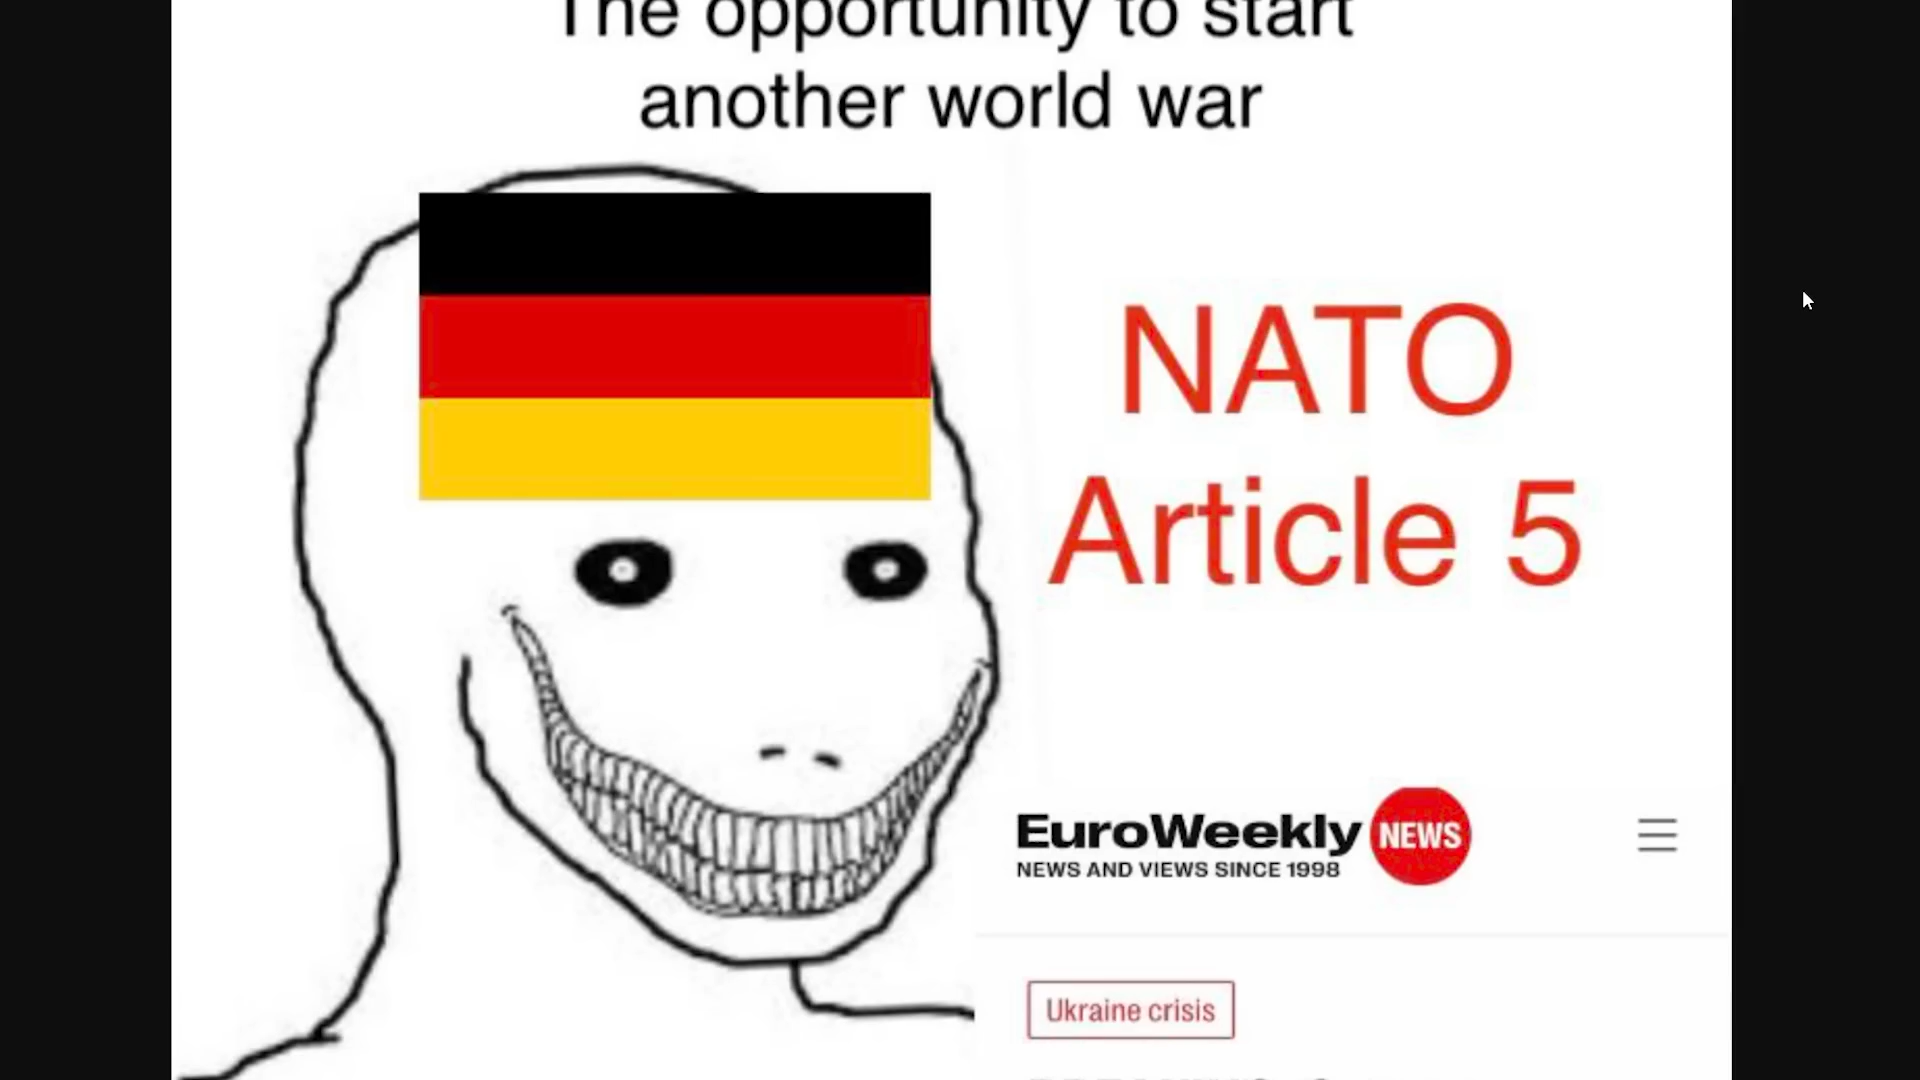 The opportunity to start
another world war
NATO
Article 5
EuroWeekly NEWS
NEWS AND VIEWS SINCE 1998
Ukraine crisis